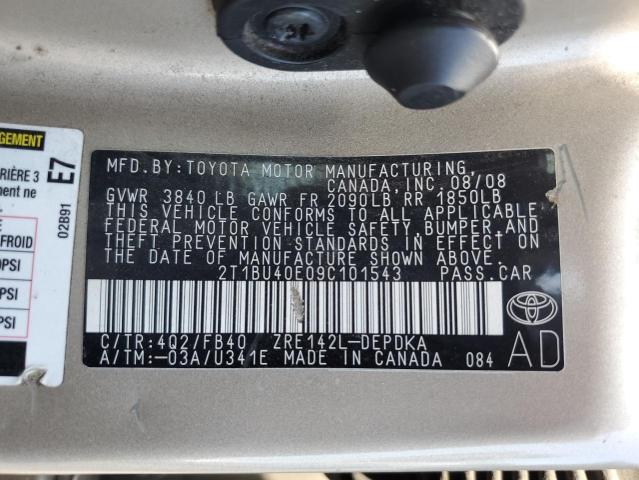 GEMENT
RIÈRE 3
ment ne
FROID
0PSI
PSI
PSI
E7
02B91
MFD. BY: TOYOTA MOTOR MANUFACTURING,
CANADA, INC. 08/08
GVWR 3840 LB GAWR FR 2090LB RR 1850LB
THIS VEHICLE CONFORMS TO ALL APPLICABLE
FEDERAL MOTOR VEHICLE SAFETY, BUMPER, AND
THEFT PREVENTION STANDARDS IN EFFECT ON
THE DATE OF MANUFACTURE SHOWN ABOVE.
2T1BU40E09C101543 PASS. CAR
C/TR: 4Q2/FB40 ZRE142L-DEPDKA
A/TM: -03A/U341E MADE IN CANADA 084
AD